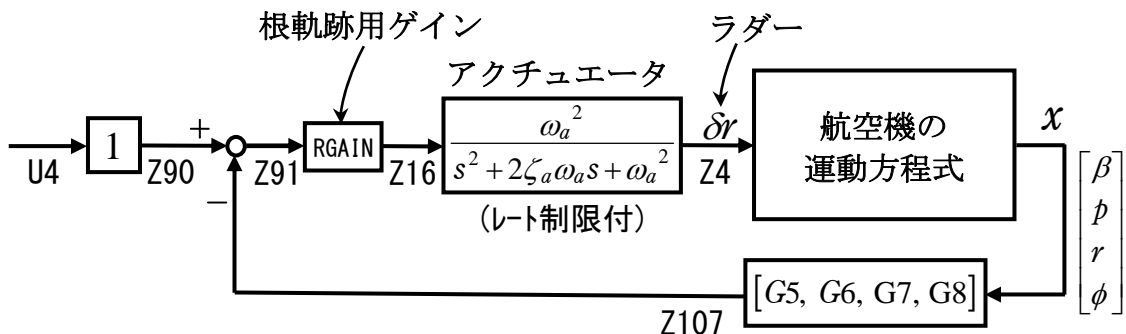 根軌跡用ゲイン
ラダー
アクチュエータ
U4
1
Z90
+
−
Z91
RGAIN
Z16
ωₐ²
s² + 2ζₐωₐs + ωₐ²
(レート制限付)
δr
Z4
航空機の
運動方程式
x
β
p
r
φ
[G5, G6, G7, G8]
Z107